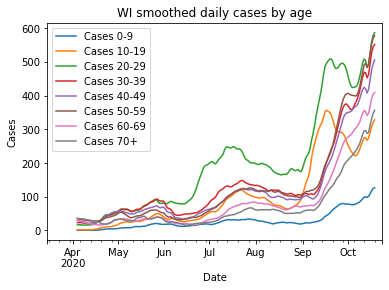 WI smoothed daily cases by age
Cases
600
500
400
300
200
100
0
Cases 0-9
Cases 10-19
Cases 20-29
Cases 30-39
Cases 40-49
Cases 50-59
Cases 60-69
Cases 70+
Apr May Jun Jul Aug Sep Oct
2020
Date